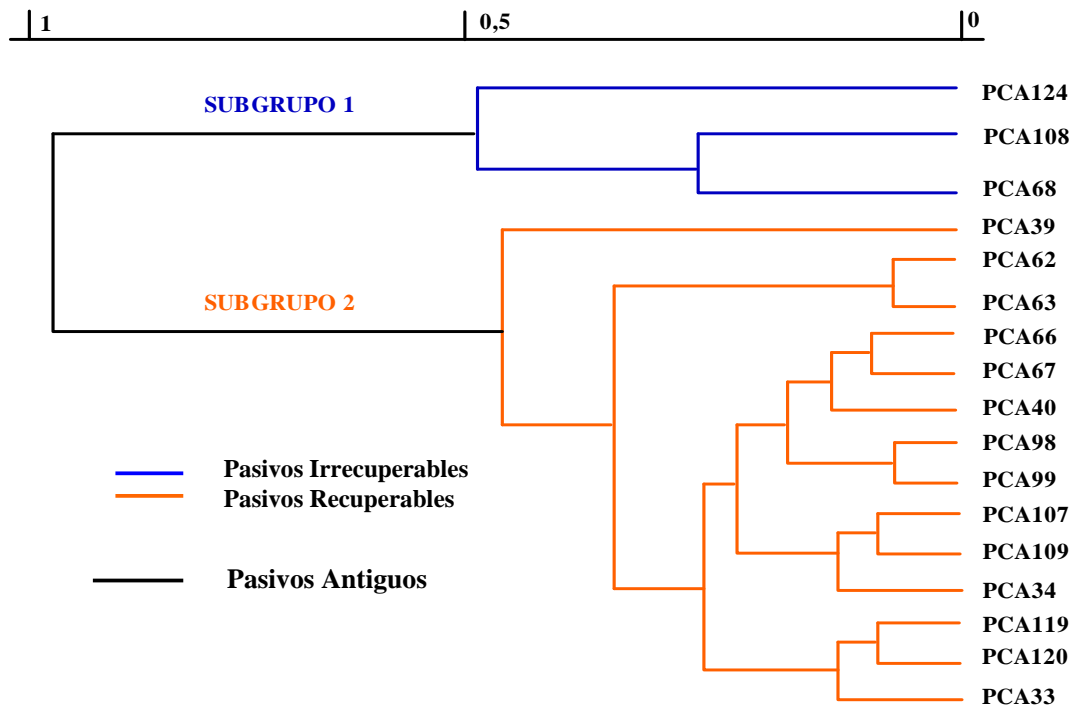 1
0,5
0
SUBGRUPO 1
PCA124
PCA108
PCA68
PCA39
PCA62
SUBGRUPO 2
PCA63
PCA66
PCA67
PCA40
PCA98
Pasivos Irrecuperables
PCA99
Pasivos Recuperables
PCA107
PCA109
Pasivos Antiguos
PCA34
PCA119
PCA120
PCA33